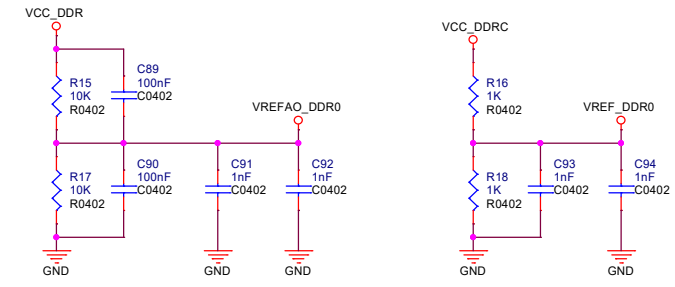 VCC_DDR
R15
10K
R0402
C89
100nF
C0402
VREFAO_DDR0
R17
10K
R0402
C90
100nF
C0402
C91
1nF
C0402
C92
1nF
C0402
GND
GND
GND
VCC_DDRC
R16
1K
R0402
VREF_DDR0
R18
1K
R0402
C93
1nF
C0402
C94
1nF
C0402
GND
GND